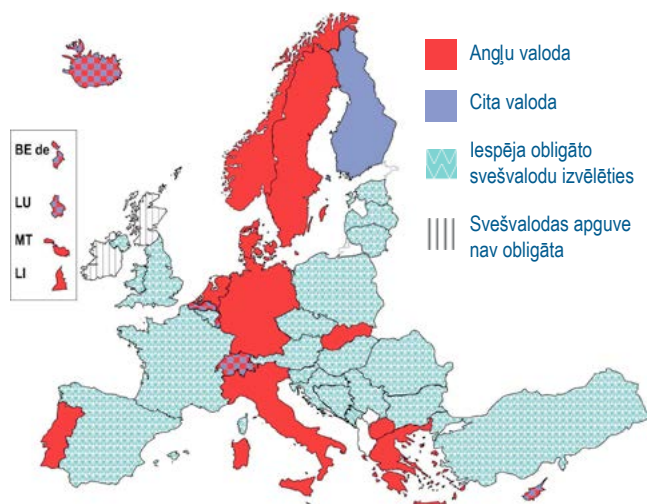 Angļu valoda
Cita valoda
Iespēja obligāto
svešvalodu izvēlēties
Svešvalodas apguve
nav obligāta
BE de
LU
MT
LI